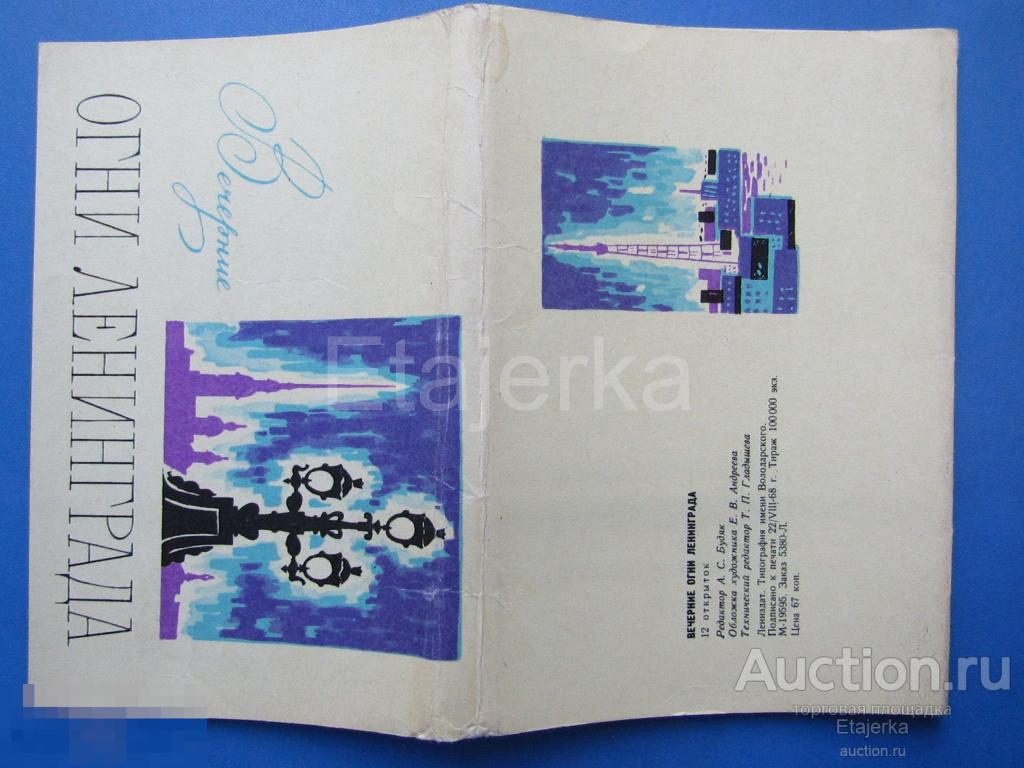 Вечерние
ОГНИ ЛЕНИНГРАДА
ВЕЧЕРНИЕ ОГНИ ЛЕНИНГРАДА
12 открыток
Редактор А. С. Будяк
Обложка художника Е. В. Андреева
Технический редактор Т. П. Гладышева
Лениздат. Типография имени Володарского.
Подписано к печати 22/VIII-68 г. Тираж 100 000 экз.
М-19595. Заказ 5380-Л.
Цена 67 коп.
Etajerka
Auction.ru
торговая площадка
Etajerka
auction.ru